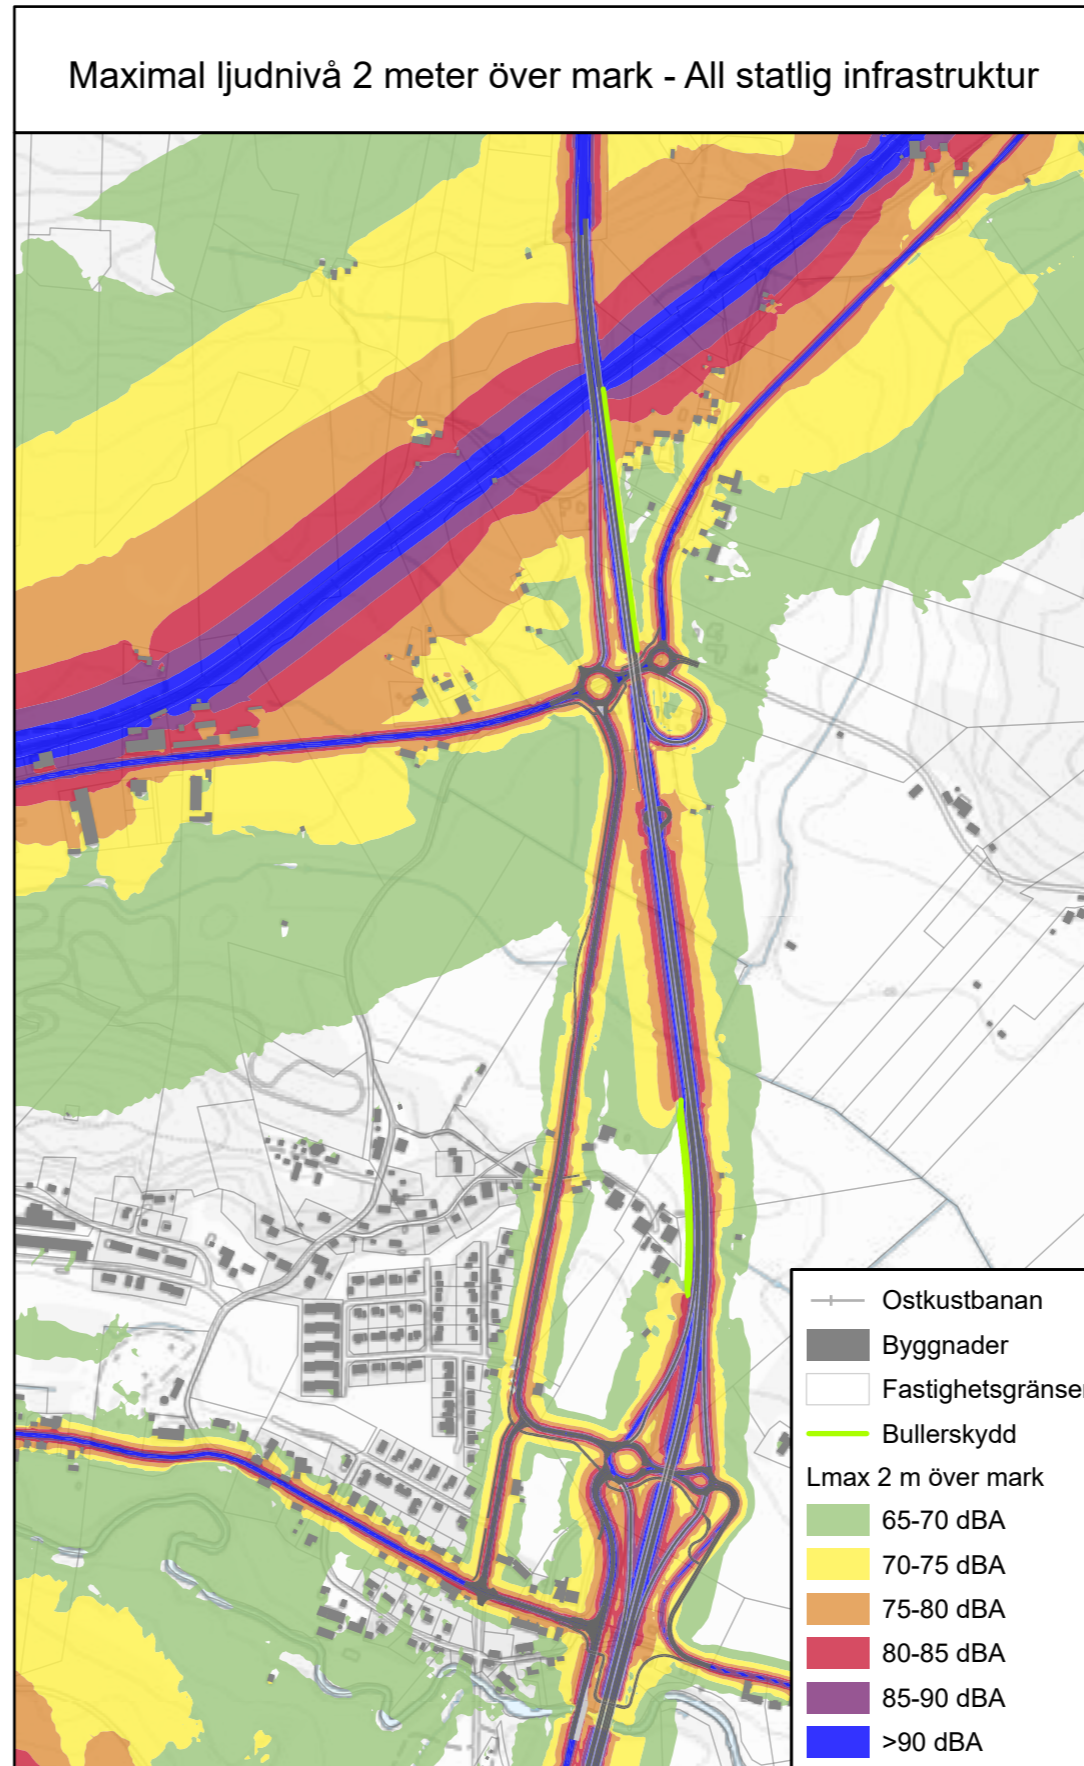 Maximal ljudnivå 2 meter över mark - All statlig infrastruktur
Ostkustbanan
Byggnader
Fastighetsgränser
Bullerskydd
Lmax 2 m över mark
65-70 dBA
70-75 dBA
75-80 dBA
80-85 dBA
85-90 dBA
>90 dBA